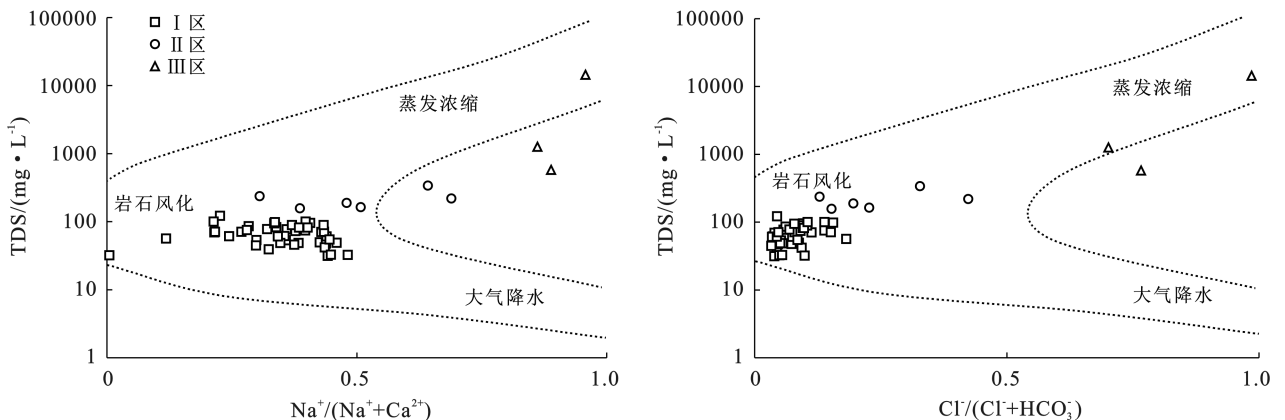 100000
10000
1000
100
10
1
TDS/(mg·L⁻¹)
Ⅰ区
Ⅱ区
Ⅲ区
蒸发浓缩
岩石风化
大气降水
0
0.5
1.0
Na⁺/(Na⁺+Ca²⁺)
100000
10000
1000
100
10
1
TDS/(mg·L⁻¹)
蒸发浓缩
岩石风化
大气降水
0
0.5
1.0
Cl⁻/(Cl⁻+HCO₃⁻)